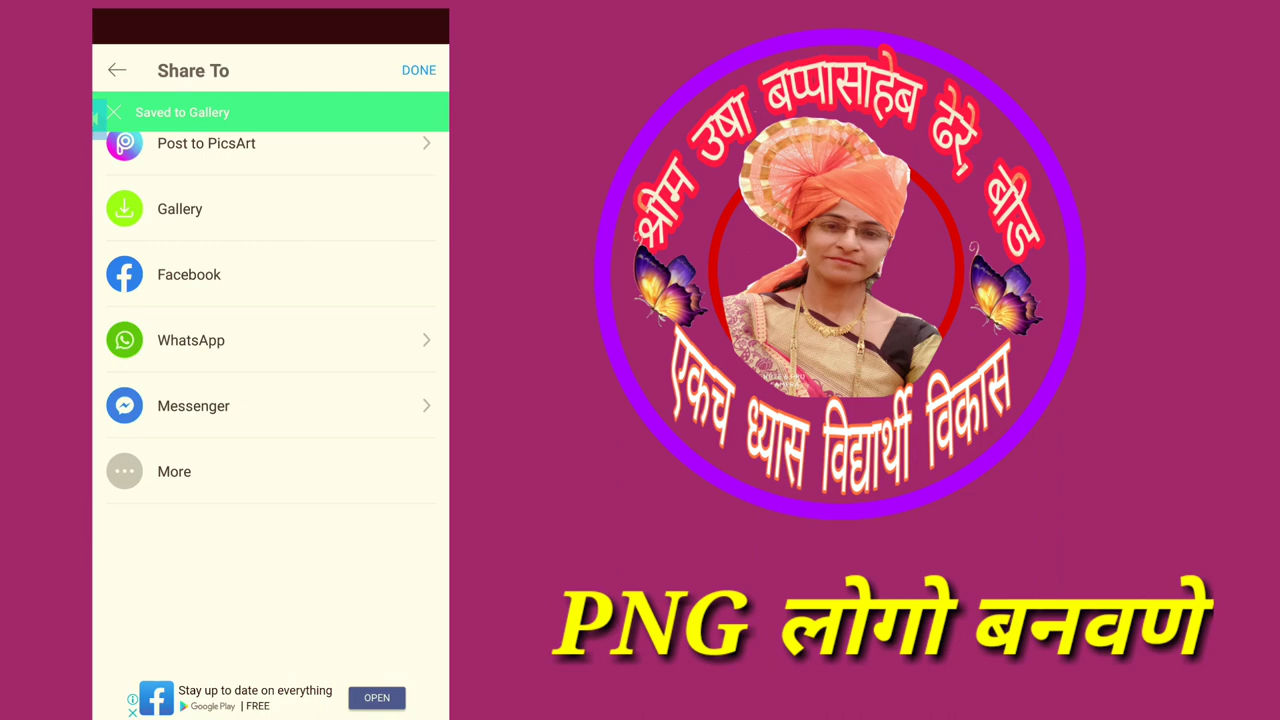 Share To
DONE
Saved to Gallery
Post to PicsArt
Gallery
Facebook
WhatsApp
Messenger
More
Stay up to date on everything
Google Play | FREE
OPEN
श्रीम उषा बप्पासाहेब ढेरे, बीड
एकच ध्यास विद्यार्थी विकास
PNG लोगो बनवणे